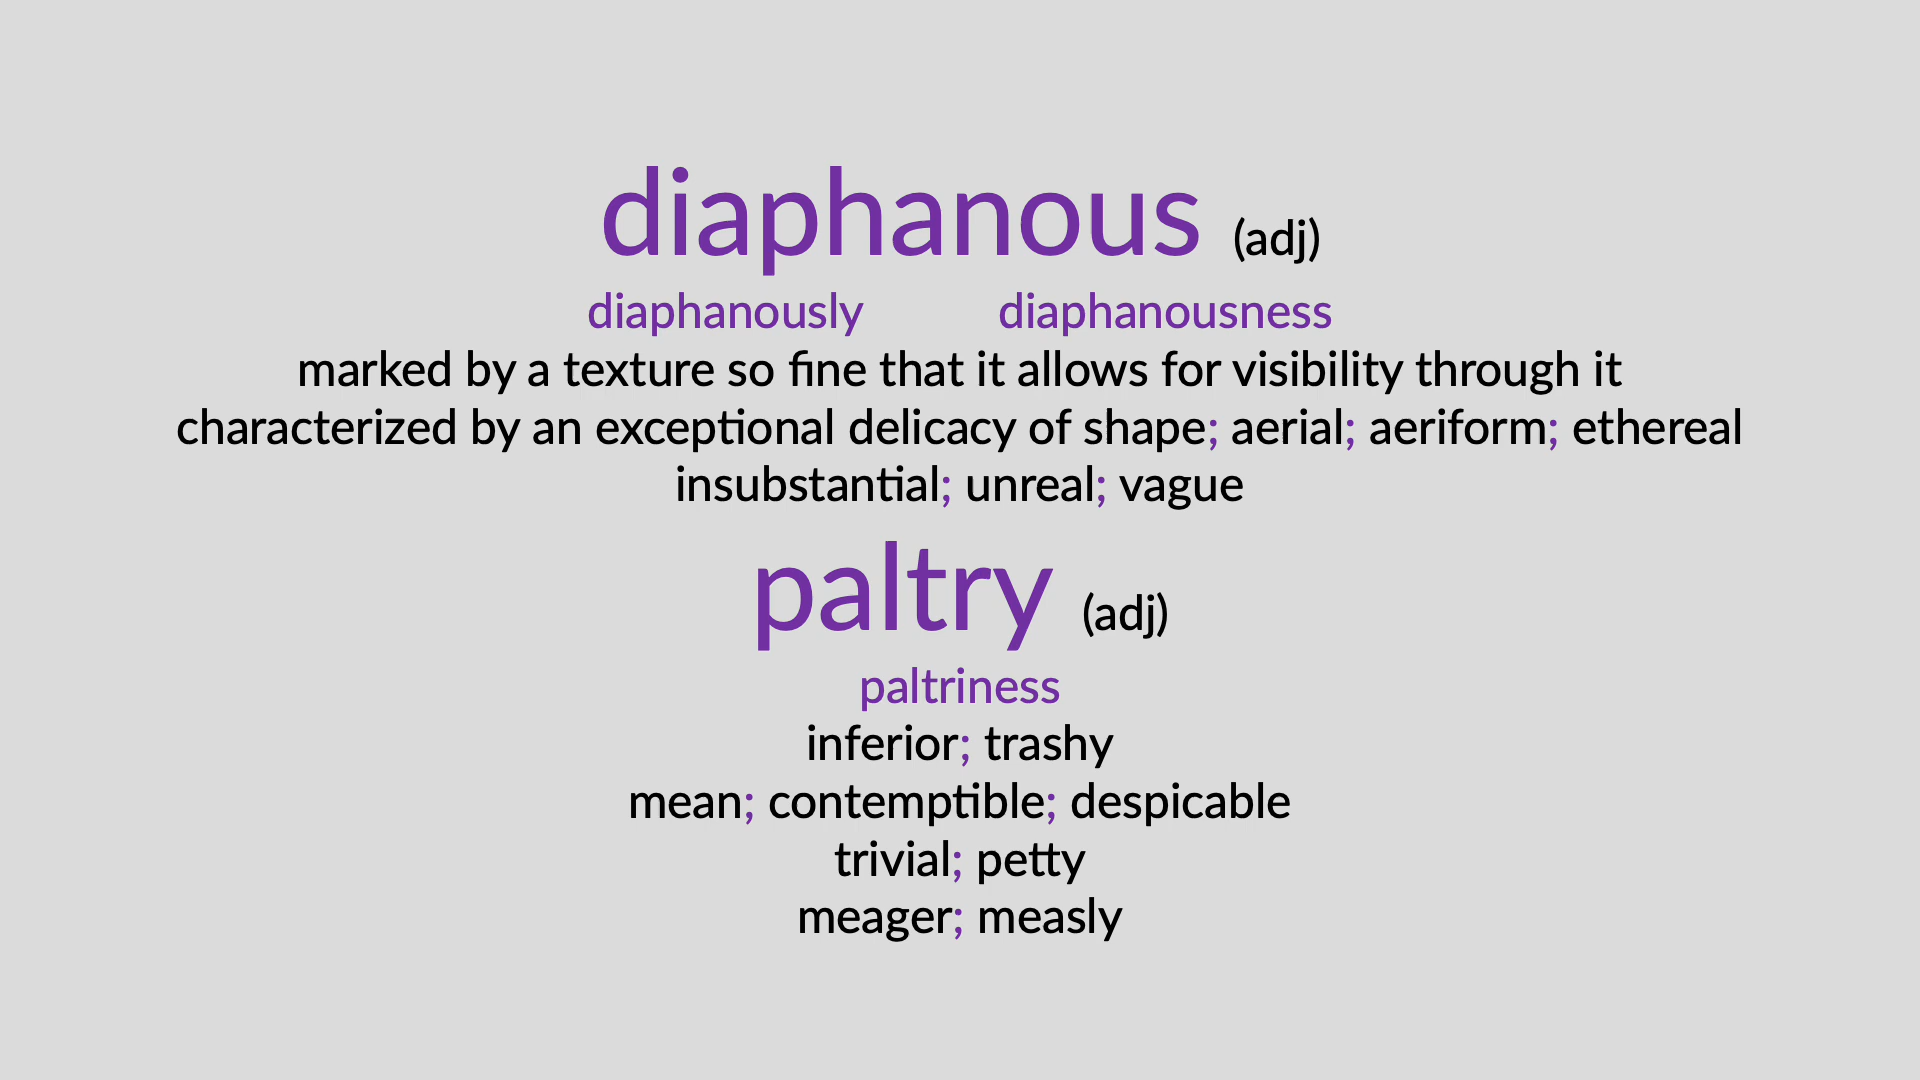 diaphanous (adj)
diaphanously diaphanousness
marked by a texture so fine that it allows for visibility through it
characterized by an exceptional delicacy of shape; aerial; aeriform; ethereal
insubstantial; unreal; vague
paltry (adj)
paltriness
inferior; trashy
mean; contemptible; despicable
trivial; petty
meager; measly